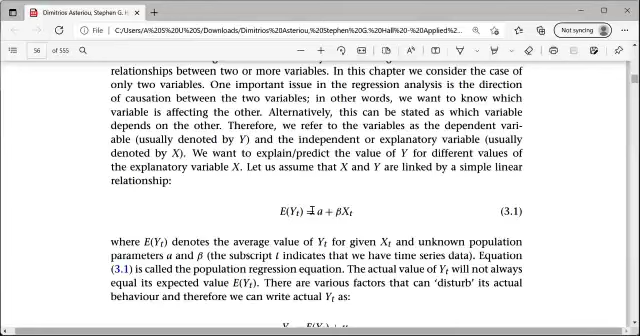 Dimitrios Asteriou, Stephen G. H
File
C:/Users/A%20S%20U%20S/Downloads/Dimitrios%20Asteriou,%20Stephen%20G.%20Hall%20-%20Applied%2...
Not syncing
56 of 555
relationships between two or more variables. In this chapter we consider the case of
only two variables. One important issue in the regression analysis is the direction
of causation between the two variables; in other words, we want to know which
variable is affecting the other. Alternatively, this can be stated as which variable
depends on the other. Therefore, we refer to the variables as the dependent vari-
able (usually denoted by Y) and the independent or explanatory variable (usually
denoted by X). We want to explain/predict the value of Y for different values of
the explanatory variable X. Let us assume that X and Y are linked by a simple linear
relationship:
E(Yt) = a + βXt (3.1)
where E(Yt) denotes the average value of Yt for given Xt and unknown population
parameters a and β (the subscript t indicates that we have time series data). Equation
(3.1) is called the population regression equation. The actual value of Yt will not always
equal its expected value E(Yt). There are various factors that can ‘disturb’ its actual
behaviour and therefore we can write actual Yt as: